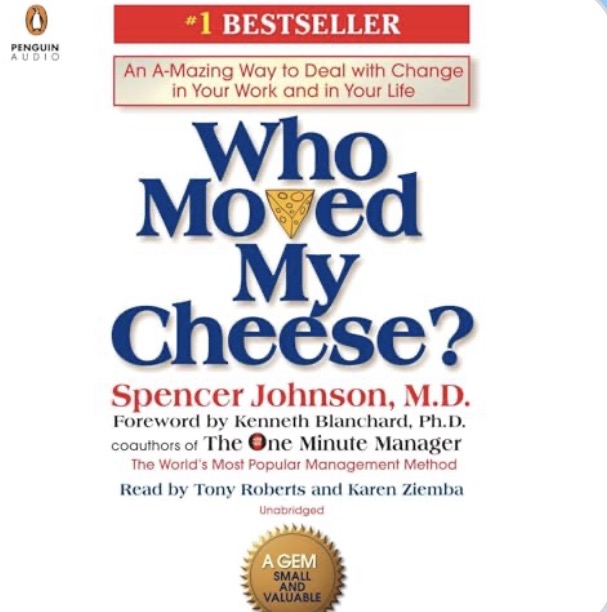 PENGUIN
AUDIO
#1 BESTSELLER
An A-Mazing Way to Deal with Change
in Your Work and in Your Life
Who
Moved
My
Cheese?
Spencer Johnson, M.D.
Foreword by Kenneth Blanchard, Ph.D.
coauthors of The One Minute Manager
The World's Most Popular Management Method
Read by Tony Roberts and Karen Ziemba
Unabridged
A GEM
SMALL
AND
VALUABLE